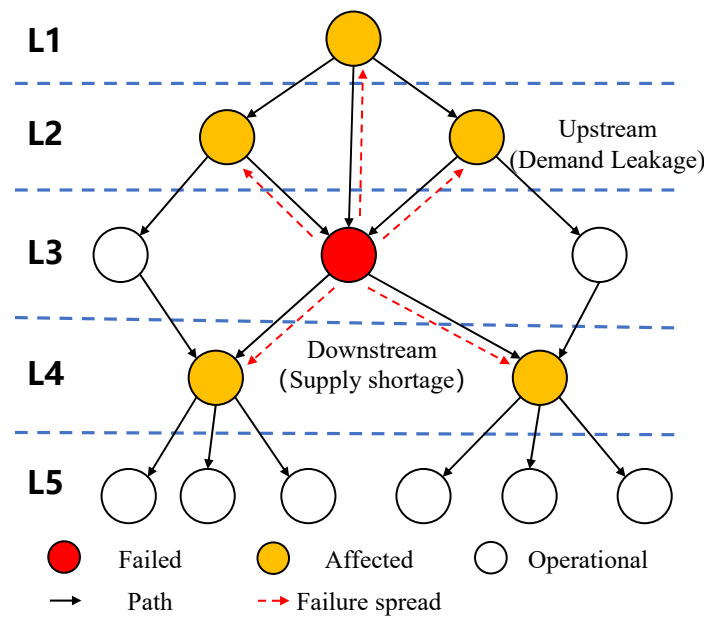 L1
L2
Upstream
(Demand Leakage)
L3
Downstream
(Supply shortage)
L4
L5
Failed
Affected
Operational
Path
Failure spread